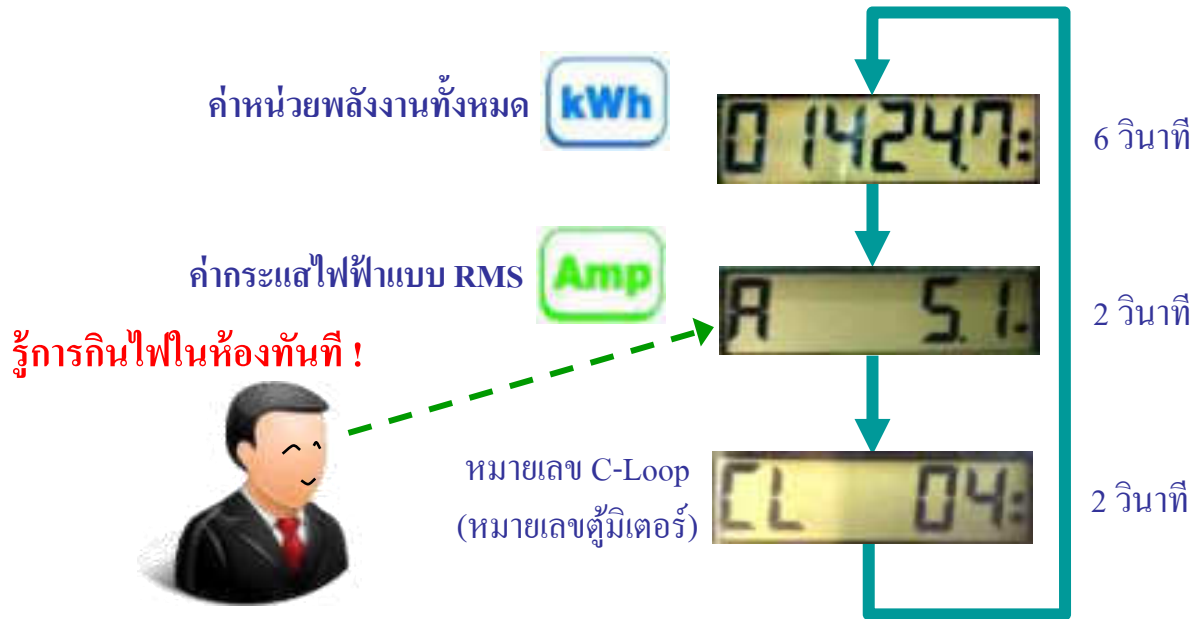 ค่าหน่วยพลังงานทั้งหมด
kWh
01424.7:
6 วินาที
ค่ากระแสไฟฟ้าแบบ RMS
Amp
A 5.1.
2 วินาที
รู้การกินไฟในห้องทันที !
หมายเลข C-Loop
(หมายเลขตู้มิเตอร์)
CL 04:
2 วินาที